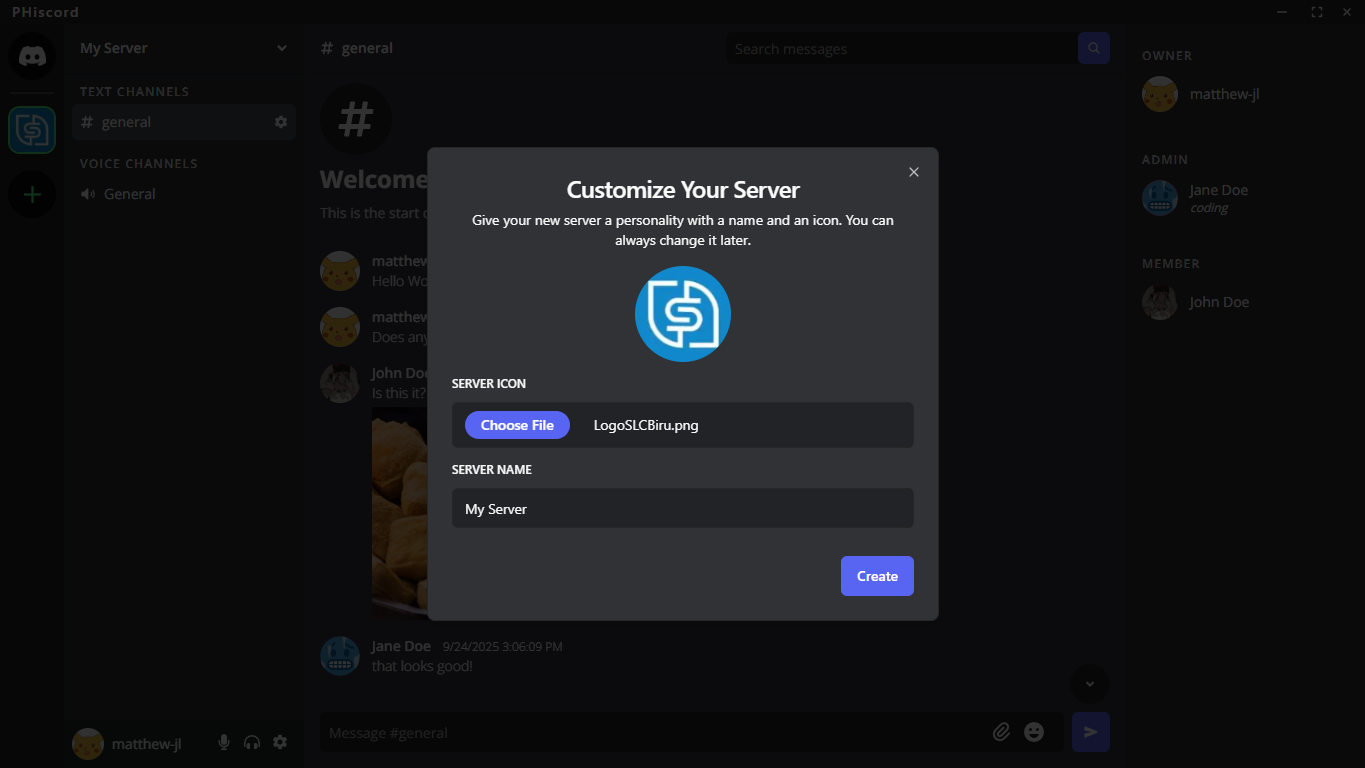 PHiscord
My Server
TEXT CHANNELS
# general
VOICE CHANNELS
General
matthew-jl
# general
Search messages
#
Welcome
This is the start
matthew
Hello
matthew
Does any
John Doe
Is this it?
Jane Doe 9/24/2025 3:06:09 PM
that looks good!
Message #general
Customize Your Server
Give your new server a personality with a name and an icon. You can
always change it later.
SERVER ICON
Choose File LogoSLCBiru.png
SERVER NAME
My Server
Create
OWNER
matthew-jl
ADMIN
Jane Doe
coding
MEMBER
John Doe